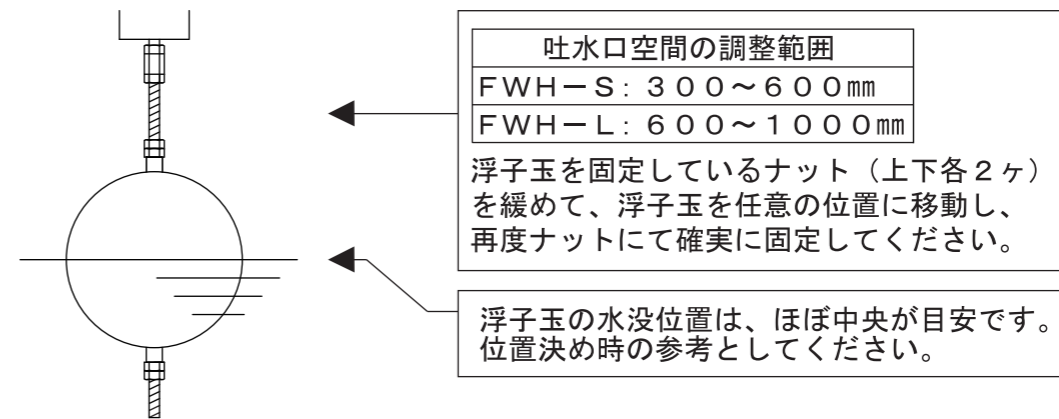 吐水口空間の調整範囲
FWH－S：300～600㎜
FWH－L：600～1000㎜
浮子玉を固定しているナット（上下各２ヶ）
を緩めて、浮子玉を任意の位置に移動し、
再度ナットにて確実に固定してください。
浮子玉の水没位置は、ほぼ中央が目安です。
位置決め時の参考としてください。